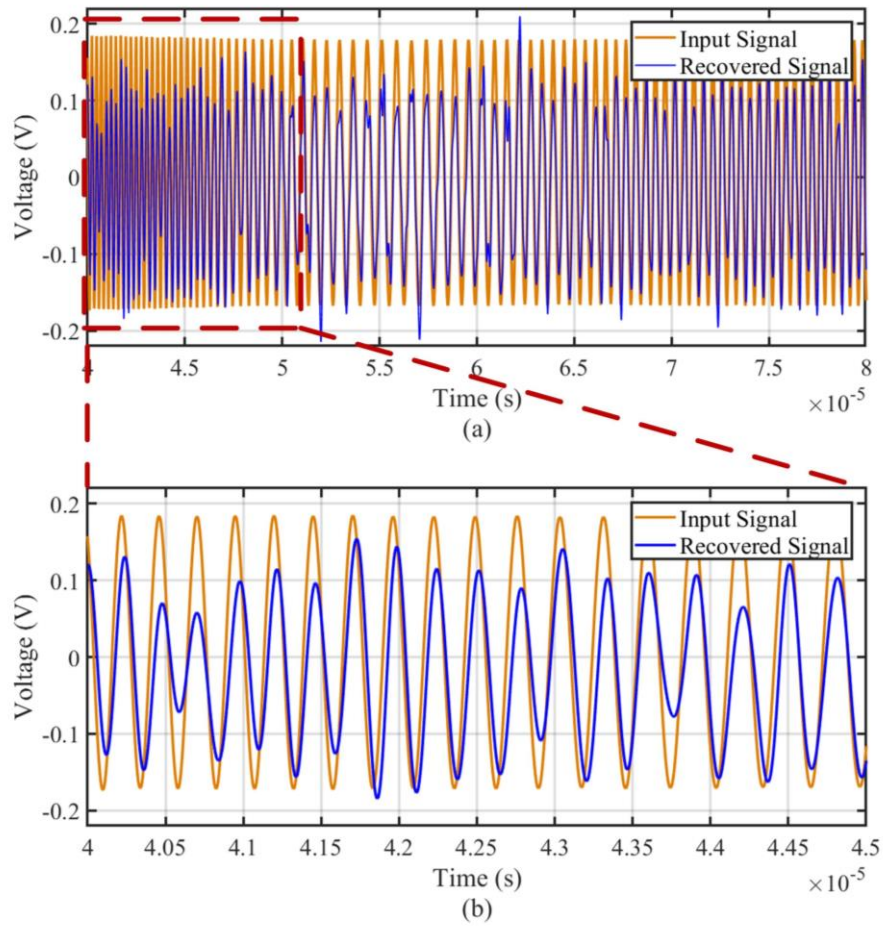 0.2
0.1
0
-0.1
-0.2
Voltage (V)
Input Signal
Recovered Signal
4 4.5 5 5.5 6 6.5 7 7.5 8
Time (s)
×10⁻⁵
(a)
0.2
0.1
0
-0.1
-0.2
Voltage (V)
Input Signal
Recovered Signal
4 4.05 4.1 4.15 4.2 4.25 4.3 4.35 4.4 4.45 4.5
Time (s)
×10⁻⁵
(b)